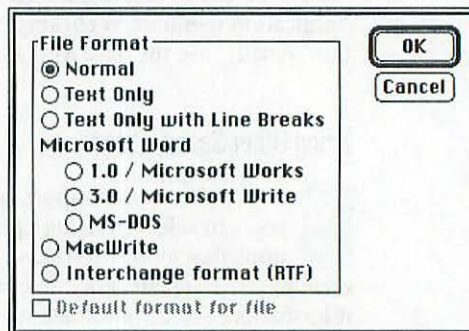 File Format
Normal
Text Only
Text Only with Line Breaks
Microsoft Word
1.0 / Microsoft Works
3.0 / Microsoft Write
MS-DOS
MacWrite
Interchange format (RTF)
Default format for file
OK
Cancel